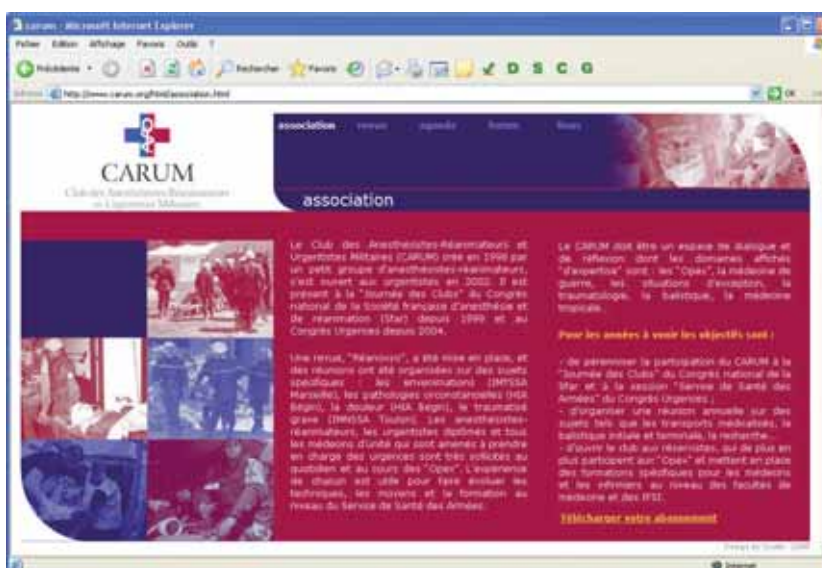 carum - Microsoft Internet Explorer
Fichier Edition Affichage Favoris Outils ?
Précédente Rechercher Favoris D S C G
http://www.carum.org/html/association.html OK
association revue agenda forum liens
CARUM
Club des Anesthésistes-Réanimateurs
et Urgentistes Militaires
association
Le Club des Anesthésistes-Réanimateurs et
Urgentistes Militaires (CARUM) crée en 1998 par
un petit groupe d'anesthésistes-réanimateurs,
s'est ouvert aux urgentistes en 2002. Il est
présent à la "Journée des Clubs" du Congrès
national de la Société française d'anesthésie et
de réanimation (Sfar) depuis 1999 et au
Congrès Urgences depuis 2004.
Une revue, "Réanoxyo", a été mise en place, et
des réunions ont été organisées sur des sujets
spécifiques : les envenimations (IMTSSA
Marseille), les pathologies circonstancielles (HIA
Bégin), la douleur (HIA Bégin), le traumatisé
grave (IMNSSA Toulon). Les anesthésistes-
réanimateurs, les urgentistes diplômés et tous
les médecins d'unité qui sont amenés à prendre
en charge des urgences sont très sollicités au
quotidien et au cours des "Opex". L'expérience
de chacun est utile pour faire évoluer les
techniques, les moyens et la formation au
niveau du Service de Santé des Armées.
Le CARUM doit être un espace de dialogue et
de réflexion dont les domaines affichés
"d'expertise" sont : les "Opex", la médecine de
guerre, les situations d'exception, la
traumatologie, la balistique, la médecine
tropicale.
Pour les années à venir les objectifs sont :
- de pérenniser la participation du CARUM à la
"Journée des Clubs" du Congrès national de la
Sfar et à la session "Service de Santé des
Armées" du Congrès Urgences ;
- d'organiser une réunion annuelle sur des
sujets tels que les transports médicalisés, la
balistique initiale et terminale, la recherche...
- d'ouvrir le club aux réservistes, qui de plus en
plus participent aux "Opex" et mettent en place
des formations spécifiques pour les médecins
et les infirmiers au niveau des facultés de
médecine et des IFSI.
Télécharger votre abonnement
Internet